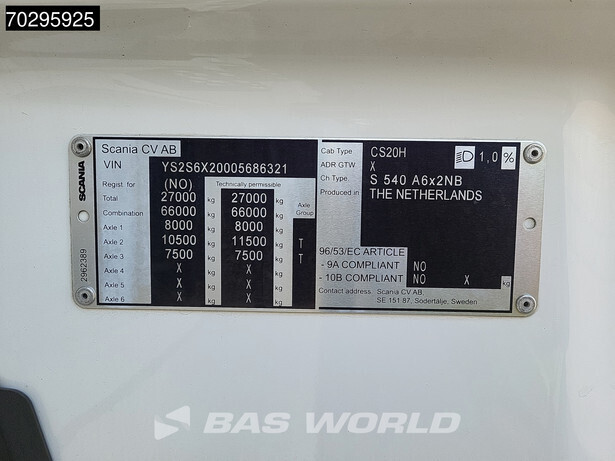 70295925
Scania CV AB
VIN YS2S6X20005686321
Regist. for (NO) Technically permissible
Total 27000 kg 27000 kg
Combination 66000 kg 66000 kg Axle Group
Axle 1 8000 kg 8000 kg
Axle 2 10500 kg 11500 kg T
Axle 3 7500 kg 7500 kg T
Axle 4 X kg X kg
Axle 5 X kg X kg
Axle 6 X kg X kg
SCANIA
2962389
Cab Type CS20H 1,0 %
ADR GTW X
Ch Type. S 540 A6x2NB
Produced in THE NETHERLANDS
96/53/EC ARTICLE
- 9A COMPLIANT NO
- 10B COMPLIANT NO X kg
Contact address: Scania CV AB,
SE 151 87, Södertälje, Sweden
BAS WORLD